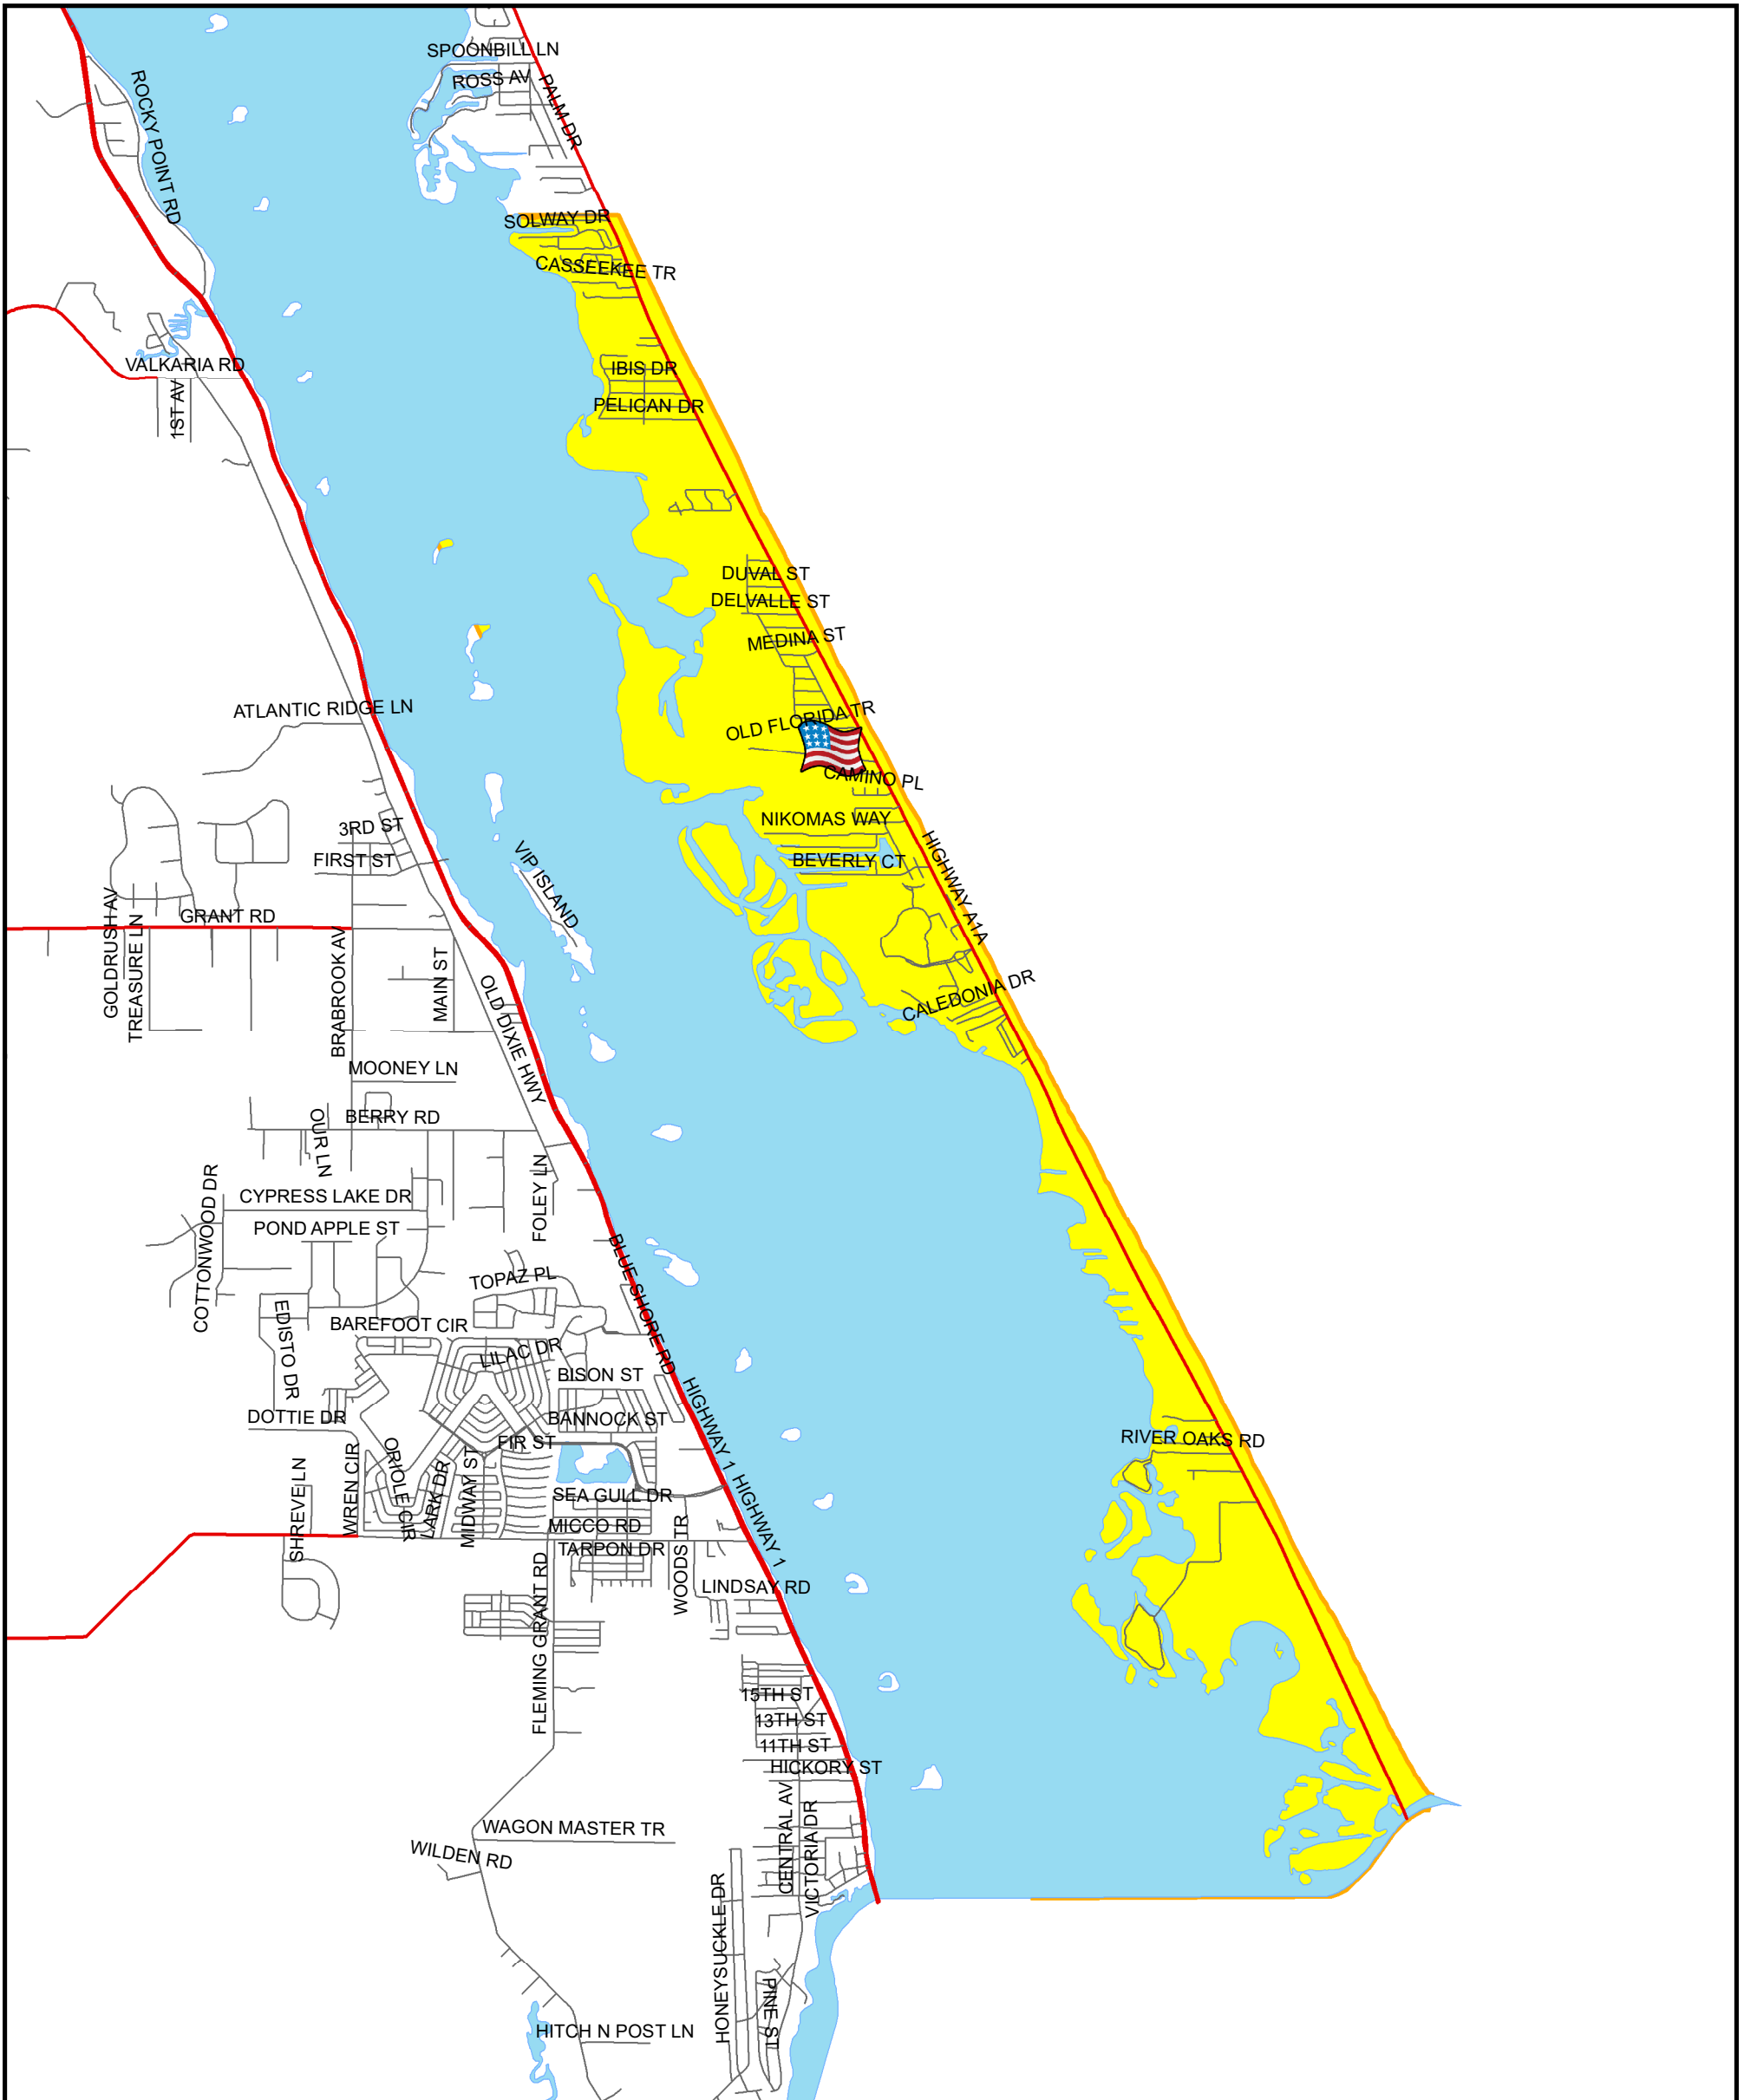 SPOONBILL LN
ROSS AV
PALM DR
ROCKY POINT RD
SOLWAY DR
CASSEEKEE TR
VALKARIA RD
IBIS DR
1ST AV
PELICAN DR
DUVAL ST
DELVALLE ST
MEDINA ST
ATLANTIC RIDGE LN
OLD FLORIDA TR
CAMINO PL
3RD ST
NIKOMAS WAY
FIRST ST
BEVERLY CT
VIP ISLAND
HIGHWAY A1A
GRANT RD
GOLDRUSH AV
TREASURE LN
BRABROOK AV
MAIN ST
OLD DIXIE HWY
CALEDONIA DR
MOONEY LN
BERRY RD
OUR LN
FOLEY LN
CYPRESS LAKE DR
COTTONWOOD DR
POND APPLE ST
BLUE SHORE RD
TOPAZ PL
EDISTO DR
BAREFOOT CIR
LILAC DR
BISON ST
DOTTIE DR
BANNOCK ST
HIGHWAY 1
FIR ST
RIVER OAKS RD
SHREVE LN
WREN CIR
ORIOLE CIR
LARK DR
MIDWAY ST
SEA GULL DR
HIGHWAY 1
MICCO RD
TARPON DR
WOODS TR
LINDSAY RD
FLEMING GRANT RD
15TH ST
13TH ST
11TH ST
HICKORY ST
CENTRAL AV
VICTORIA DR
WAGON MASTER TR
WILDEN RD
HONEYSUCKLE DR
PINE ST
HITCH N POST LN